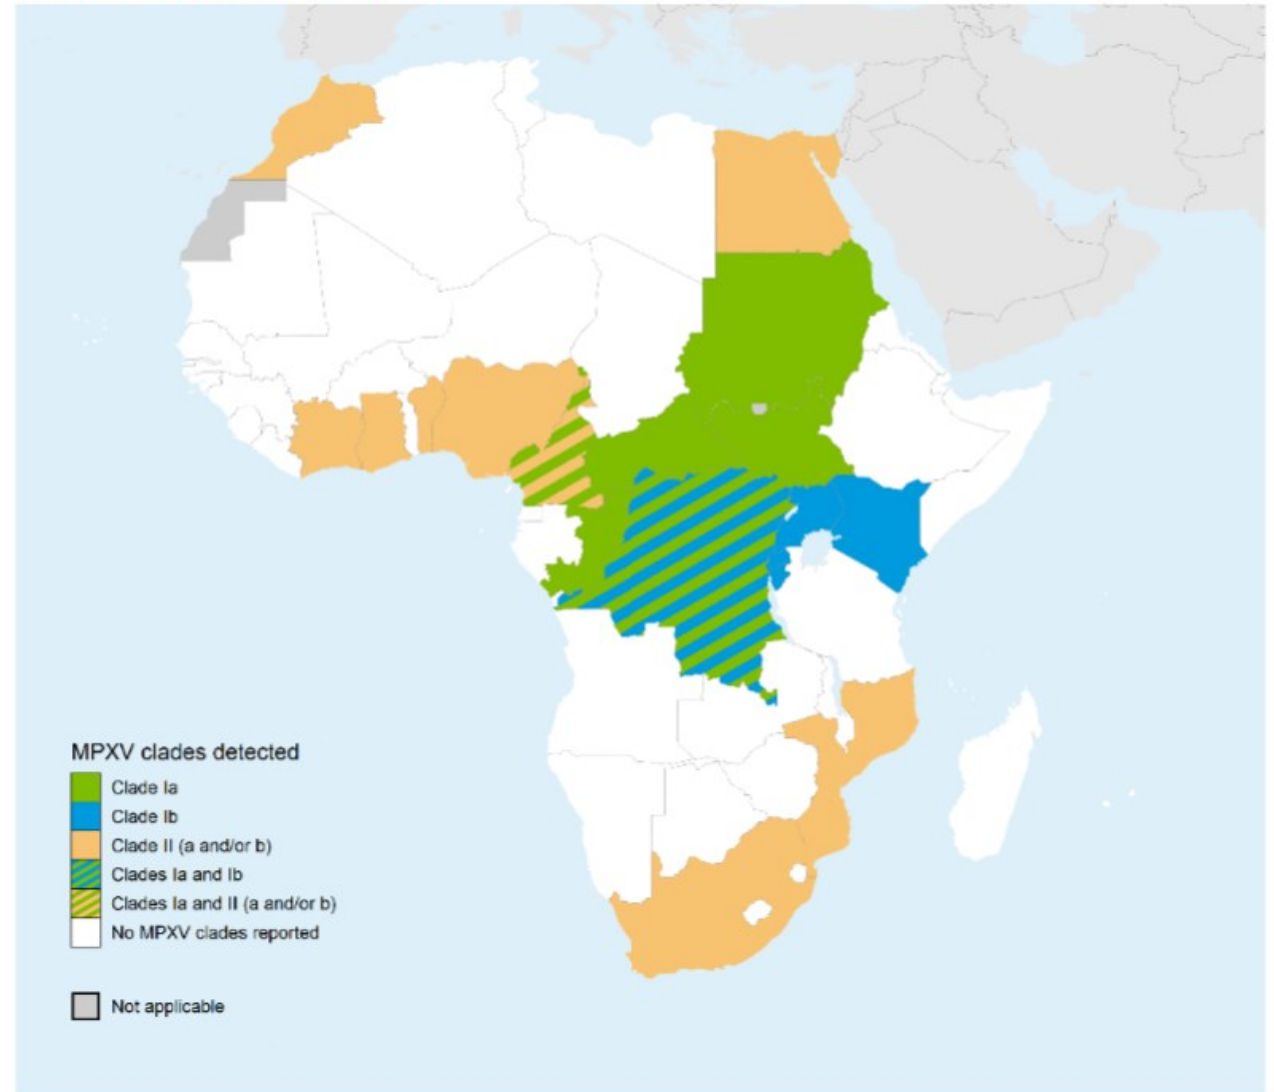 MPXV clades detected
Clade Ia
Clade Ib
Clade II (a and/or b)
Clades Ia and Ib
Clades Ia and II (a and/or b)
No MPXV clades reported
Not applicable